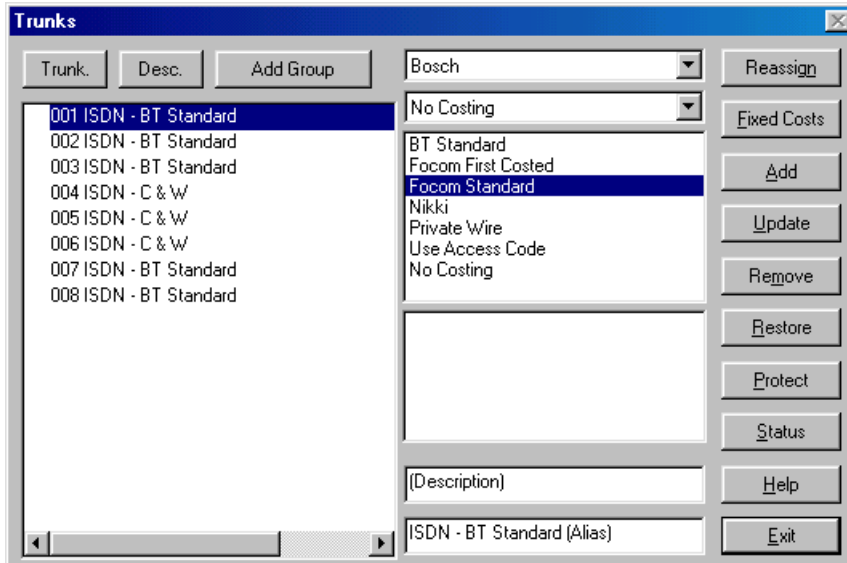 Trunks
Trunk.
Desc.
Add Group
001 ISDN - BT Standard
002 ISDN - BT Standard
003 ISDN - BT Standard
004 ISDN - C & W
005 ISDN - C & W
006 ISDN - C & W
007 ISDN - BT Standard
008 ISDN - BT Standard
Bosch
No Costing
BT Standard
Focom First Costed
Focom Standard
Nikki
Private Wire
Use Access Code
No Costing
(Description)
ISDN - BT Standard (Alias)
Reassign
Fixed Costs
Add
Update
Remove
Restore
Protect
Status
Help
Exit